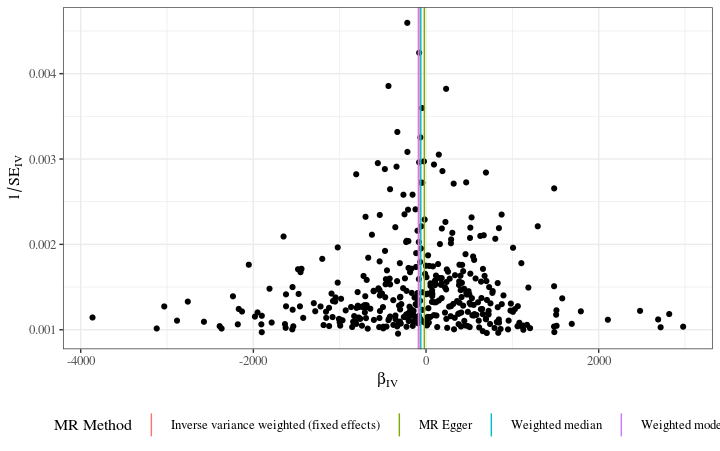 0.004
0.003
0.002
0.001
1/SE_IV
-4000
-2000
0
2000
β_IV
MR Method
Inverse variance weighted (fixed effects)
MR Egger
Weighted median
Weighted mode